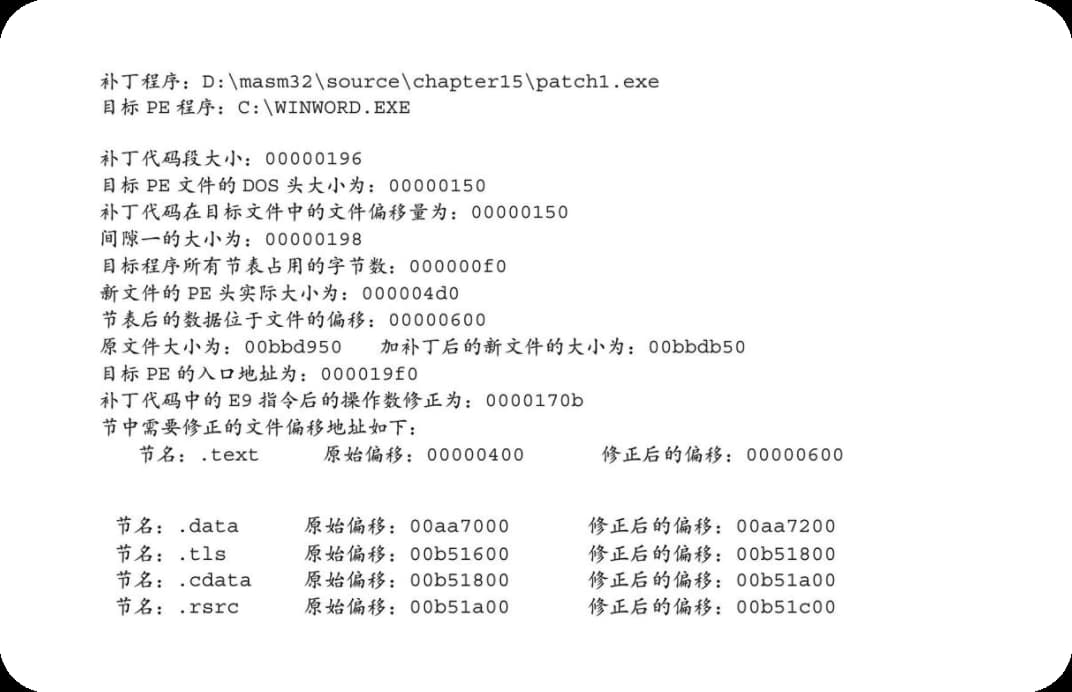 补丁程序：D:\masm32\source\chapter15\patch1.exe
目标 PE 程序：C:\WINWORD.EXE
补丁代码段大小：00000196
目标 PE 文件的 DOS 头大小为：00000150
补丁代码在目标文件中的文件偏移量为：00000150
间隙一的大小为：00000198
目标程序所有节表占用的字节数：000000f0
新文件的 PE 头实际大小为：000004d0
节表后的数据位于文件的偏移：00000600
原文件大小为：00bbd950 加补丁后的新文件的大小为：00bbdb50
目标 PE 的入口地址为：000019f0
补丁代码中的 E9 指令后的操作数修正为：0000170b
节中需要修正的文件偏移地址如下：
节名：.text 原始偏移：00000400 修正后的偏移：00000600
节名：.data 原始偏移：00aa7000 修正后的偏移：00aa7200
节名：.tls 原始偏移：00b51600 修正后的偏移：00b51800
节名：.cdata 原始偏移：00b51800 修正后的偏移：00b51a00
节名：.rsrc 原始偏移：00b51a00 修正后的偏移：00b51c00